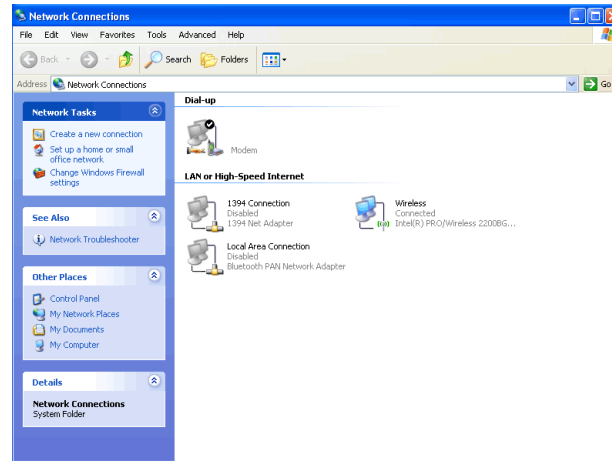 Network Connections
File Edit View Favorites Tools Advanced Help
Back Search Folders
Address Network Connections Go
Network Tasks
Create a new connection
Set up a home or small
office network
Change Windows Firewall
settings
See Also
Network Troubleshooter
Other Places
Control Panel
My Network Places
My Documents
My Computer
Details
Network Connections
System Folder
Dial-up
Modem
LAN or High-Speed Internet
1394 Connection
Disabled
1394 Net Adapter
Wireless
Connected
Intel(R) PRO/Wireless 2200BG...
Local Area Connection
Disabled
Bluetooth PAN Network Adapter